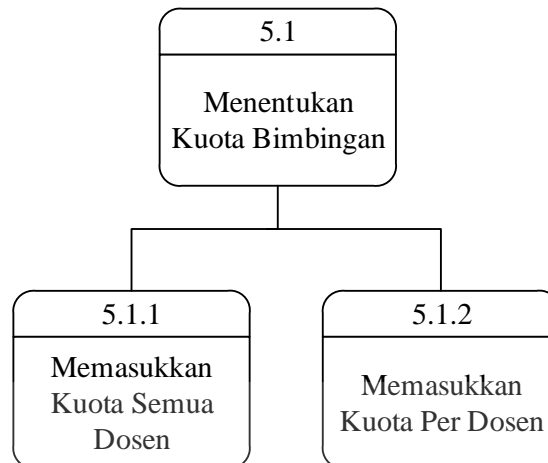 5.1
Menentukan
Kuota Bimbingan
5.1.1
Memasukkan
Kuota Semua
Dosen
5.1.2
Memasukkan
Kuota Per Dosen